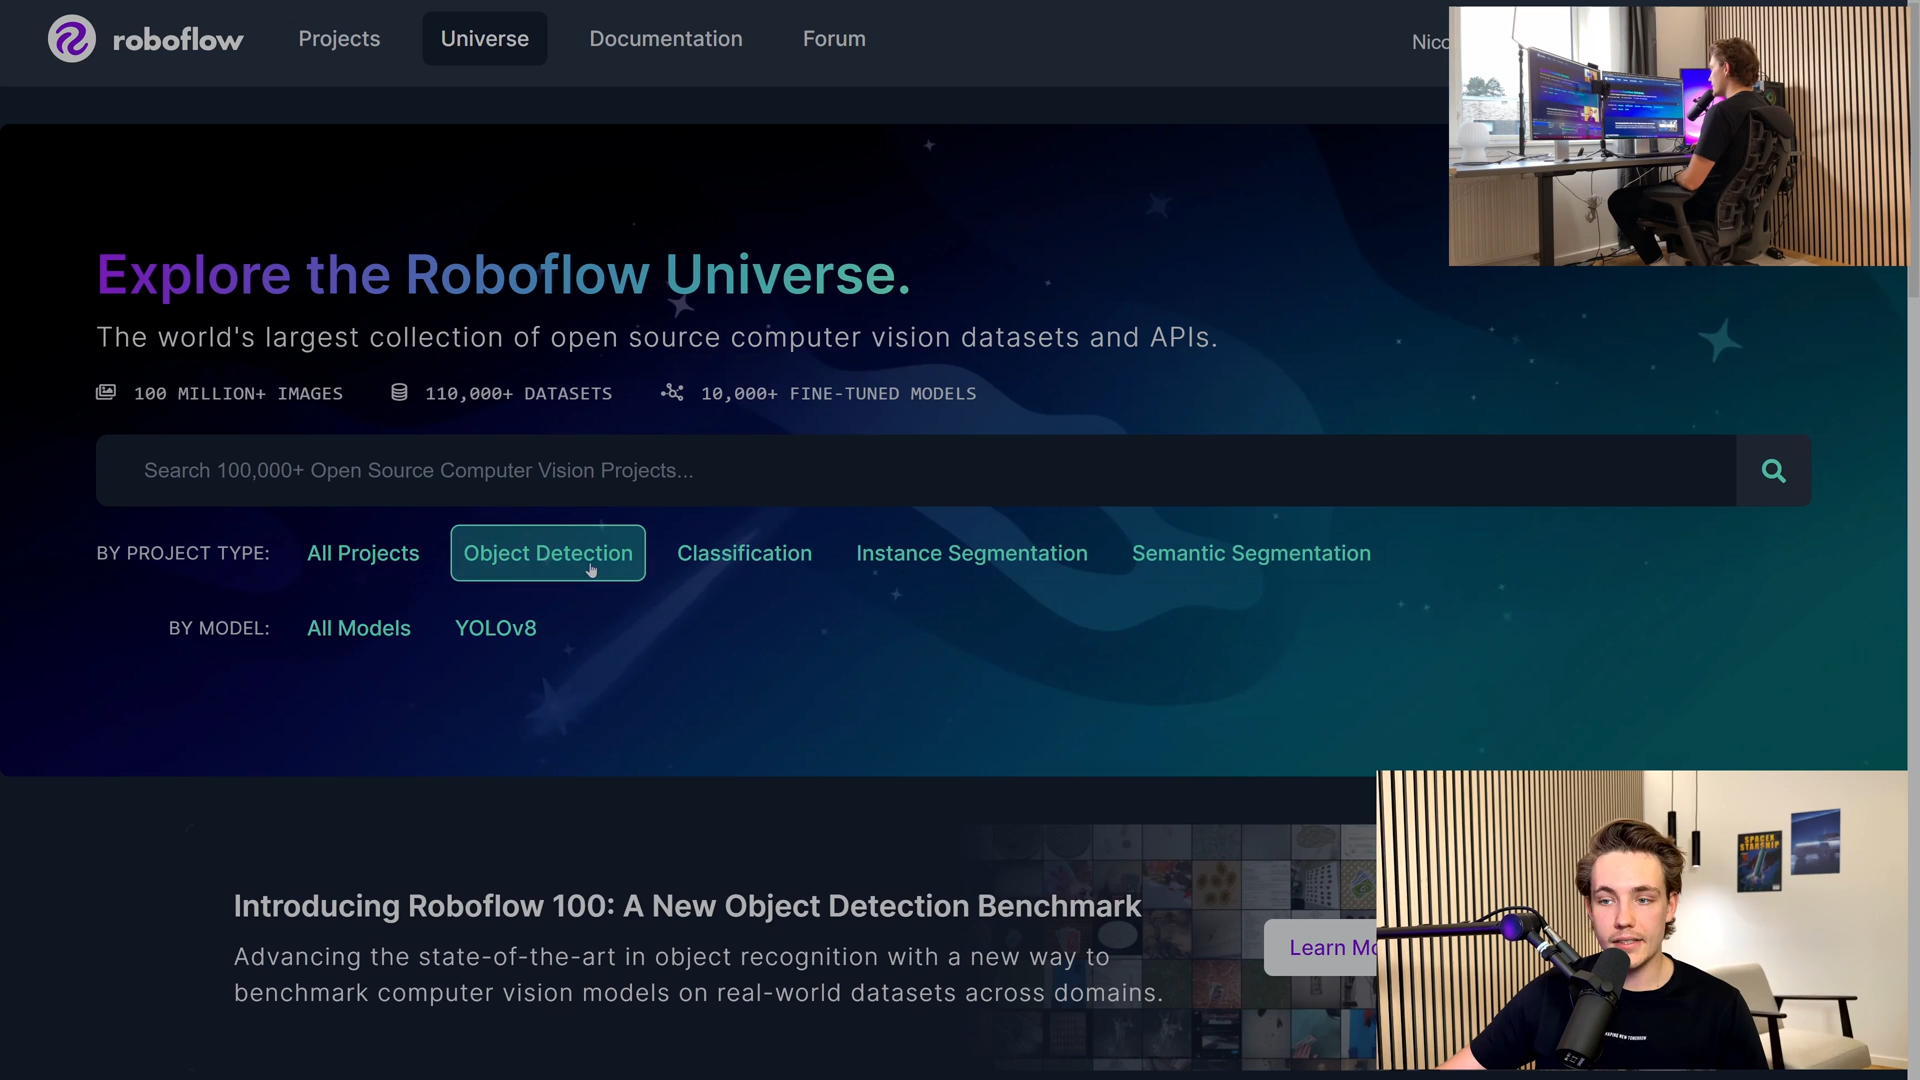 roboflow
Projects
Universe
Documentation
Forum
Nico
Explore the Roboflow Universe.
The world's largest collection of open source computer vision datasets and APIs.
100 MILLION+ IMAGES
110,000+ DATASETS
10,000+ FINE-TUNED MODELS
Search 100,000+ Open Source Computer Vision Projects...
BY PROJECT TYPE:
All Projects
Object Detection
Classification
Instance Segmentation
Semantic Segmentation
BY MODEL:
All Models
YOLOv8
Introducing Roboflow 100: A New Object Detection Benchmark
Advancing the state-of-the-art in object recognition with a new way to
benchmark computer vision models on real-world datasets across domains.
Learn Mo
SPACEX
STARSHIP